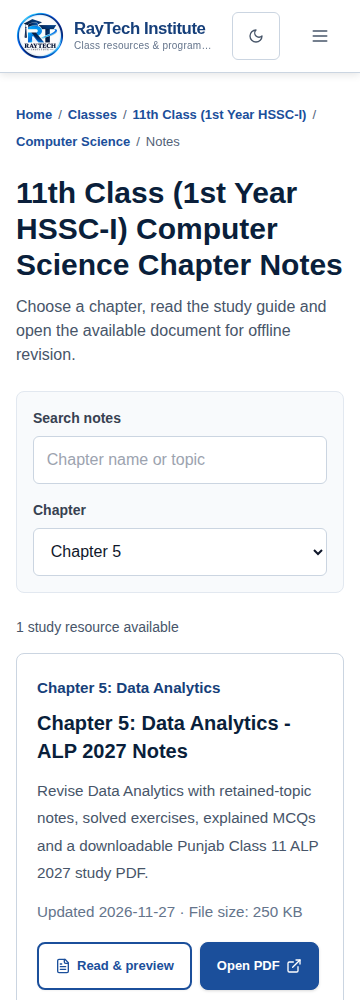 RT
RAYTECH
RayTech Institute
Class resources & program…
Home / Classes / 11th Class (1st Year HSSC-I) /
Computer Science / Notes
11th Class (1st Year
HSSC-I) Computer
Science Chapter Notes
Choose a chapter, read the study guide and
open the available document for offline
revision.
Search notes
Chapter name or topic
Chapter
Chapter 5
1 study resource available
Chapter 5: Data Analytics
Chapter 5: Data Analytics -
ALP 2027 Notes
Revise Data Analytics with retained-topic
notes, solved exercises, explained MCQs
and a downloadable Punjab Class 11 ALP
2027 study PDF.
Updated 2026-11-27 · File size: 250 KB
Read & preview
Open PDF